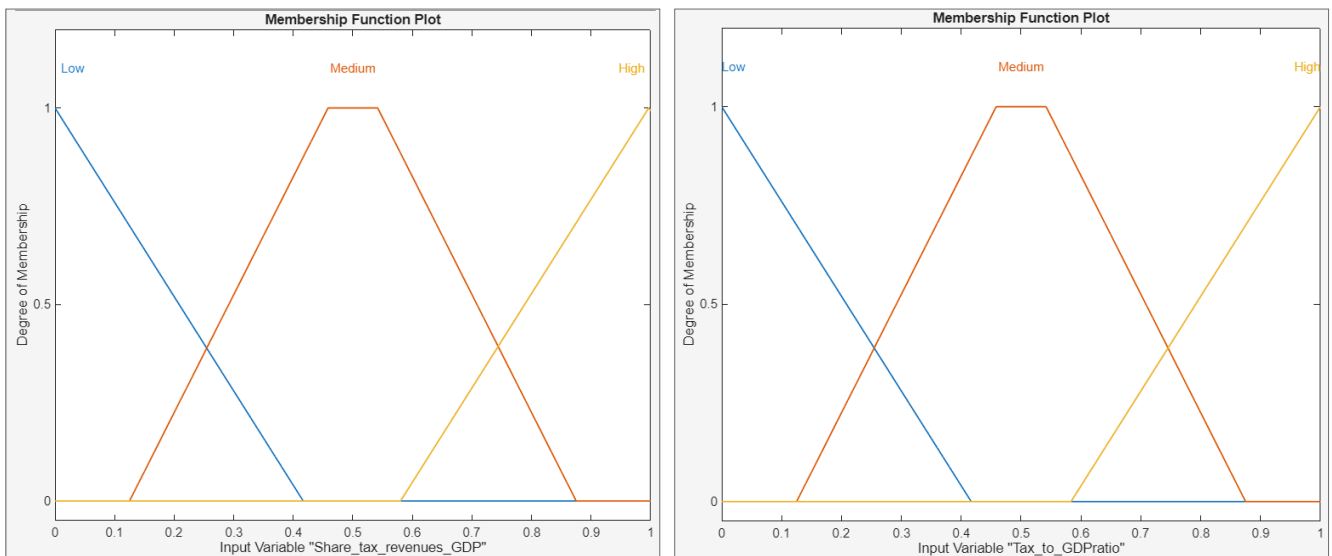 Membership Function Plot
Low Medium High
1
0.5
0
Degree of Membership
0 0.1 0.2 0.3 0.4 0.5 0.6 0.7 0.8 0.9 1
Input Variable "Share_tax_revenues_GDP"
Membership Function Plot
Low Medium High
1
0.5
0
Degree of Membership
0 0.1 0.2 0.3 0.4 0.5 0.6 0.7 0.8 0.9 1
Input Variable "Tax_to_GDPratio"